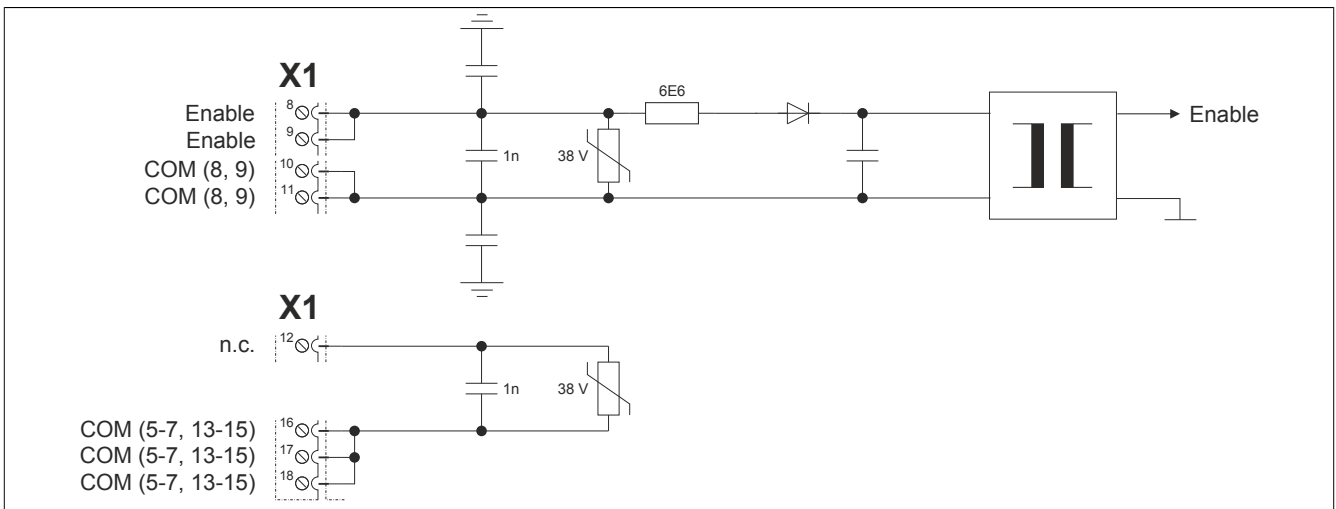 X1
6E6
Enable 8
Enable 9
Enable
COM (8, 9) 10
1n
38 V
COM (8, 9) 11
X1
n.c. 12
1n
38 V
COM (5-7, 13-15) 16
COM (5-7, 13-15) 17
COM (5-7, 13-15) 18